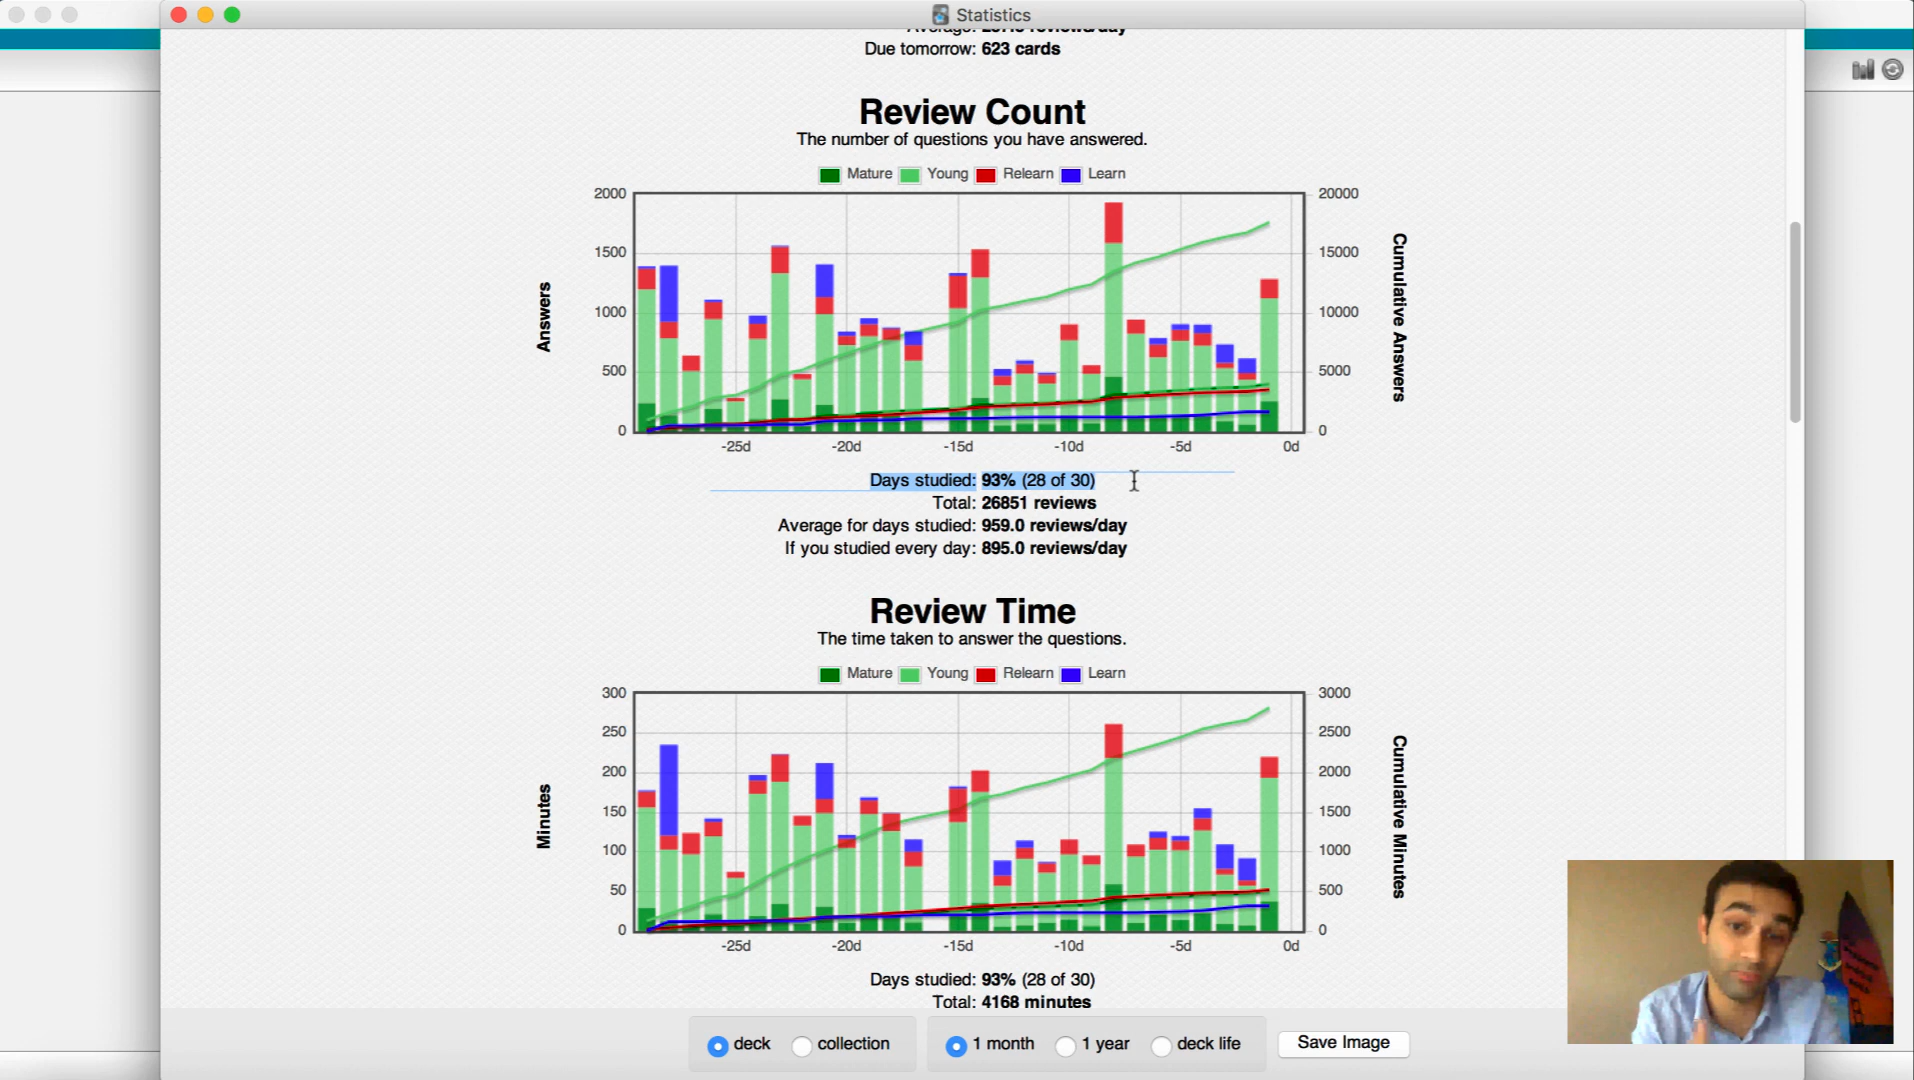 Statistics
reviews/day
Due tomorrow: 623 cards
Review Count
The number of questions you have answered.
Mature Young Relearn Learn
2000 20000
1500 15000
1000 10000
500 5000
0 0
Answers
Cumulative Answers
-25d -20d -15d -10d -5d 0d
Days studied: 93% (28 of 30)
Total: 26851 reviews
Average for days studied: 959.0 reviews/day
If you studied every day: 895.0 reviews/day
Review Time
The time taken to answer the questions.
Mature Young Relearn Learn
300 3000
250 2500
200 2000
150 1500
100 1000
50 500
0 0
Minutes
Cumulative Minutes
-25d -20d -15d -10d -5d 0d
Days studied: 93% (28 of 30)
Total: 4168 minutes
deck collection 1 month 1 year deck life Save Image